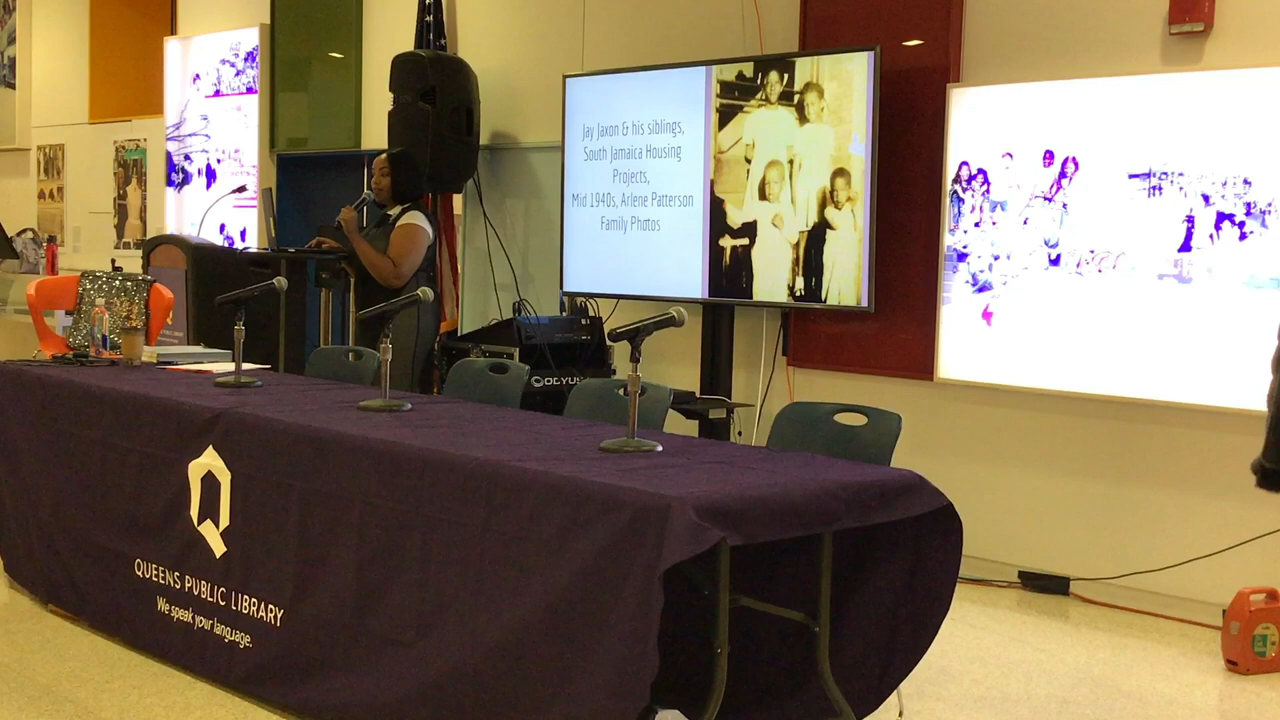 Jay Jaxon & his siblings,
South Jamaica Housing
Projects,
Mid 1940s, Arlene Patterson
Family Photos
Q
QUEENS PUBLIC LIBRARY
We speak your language.